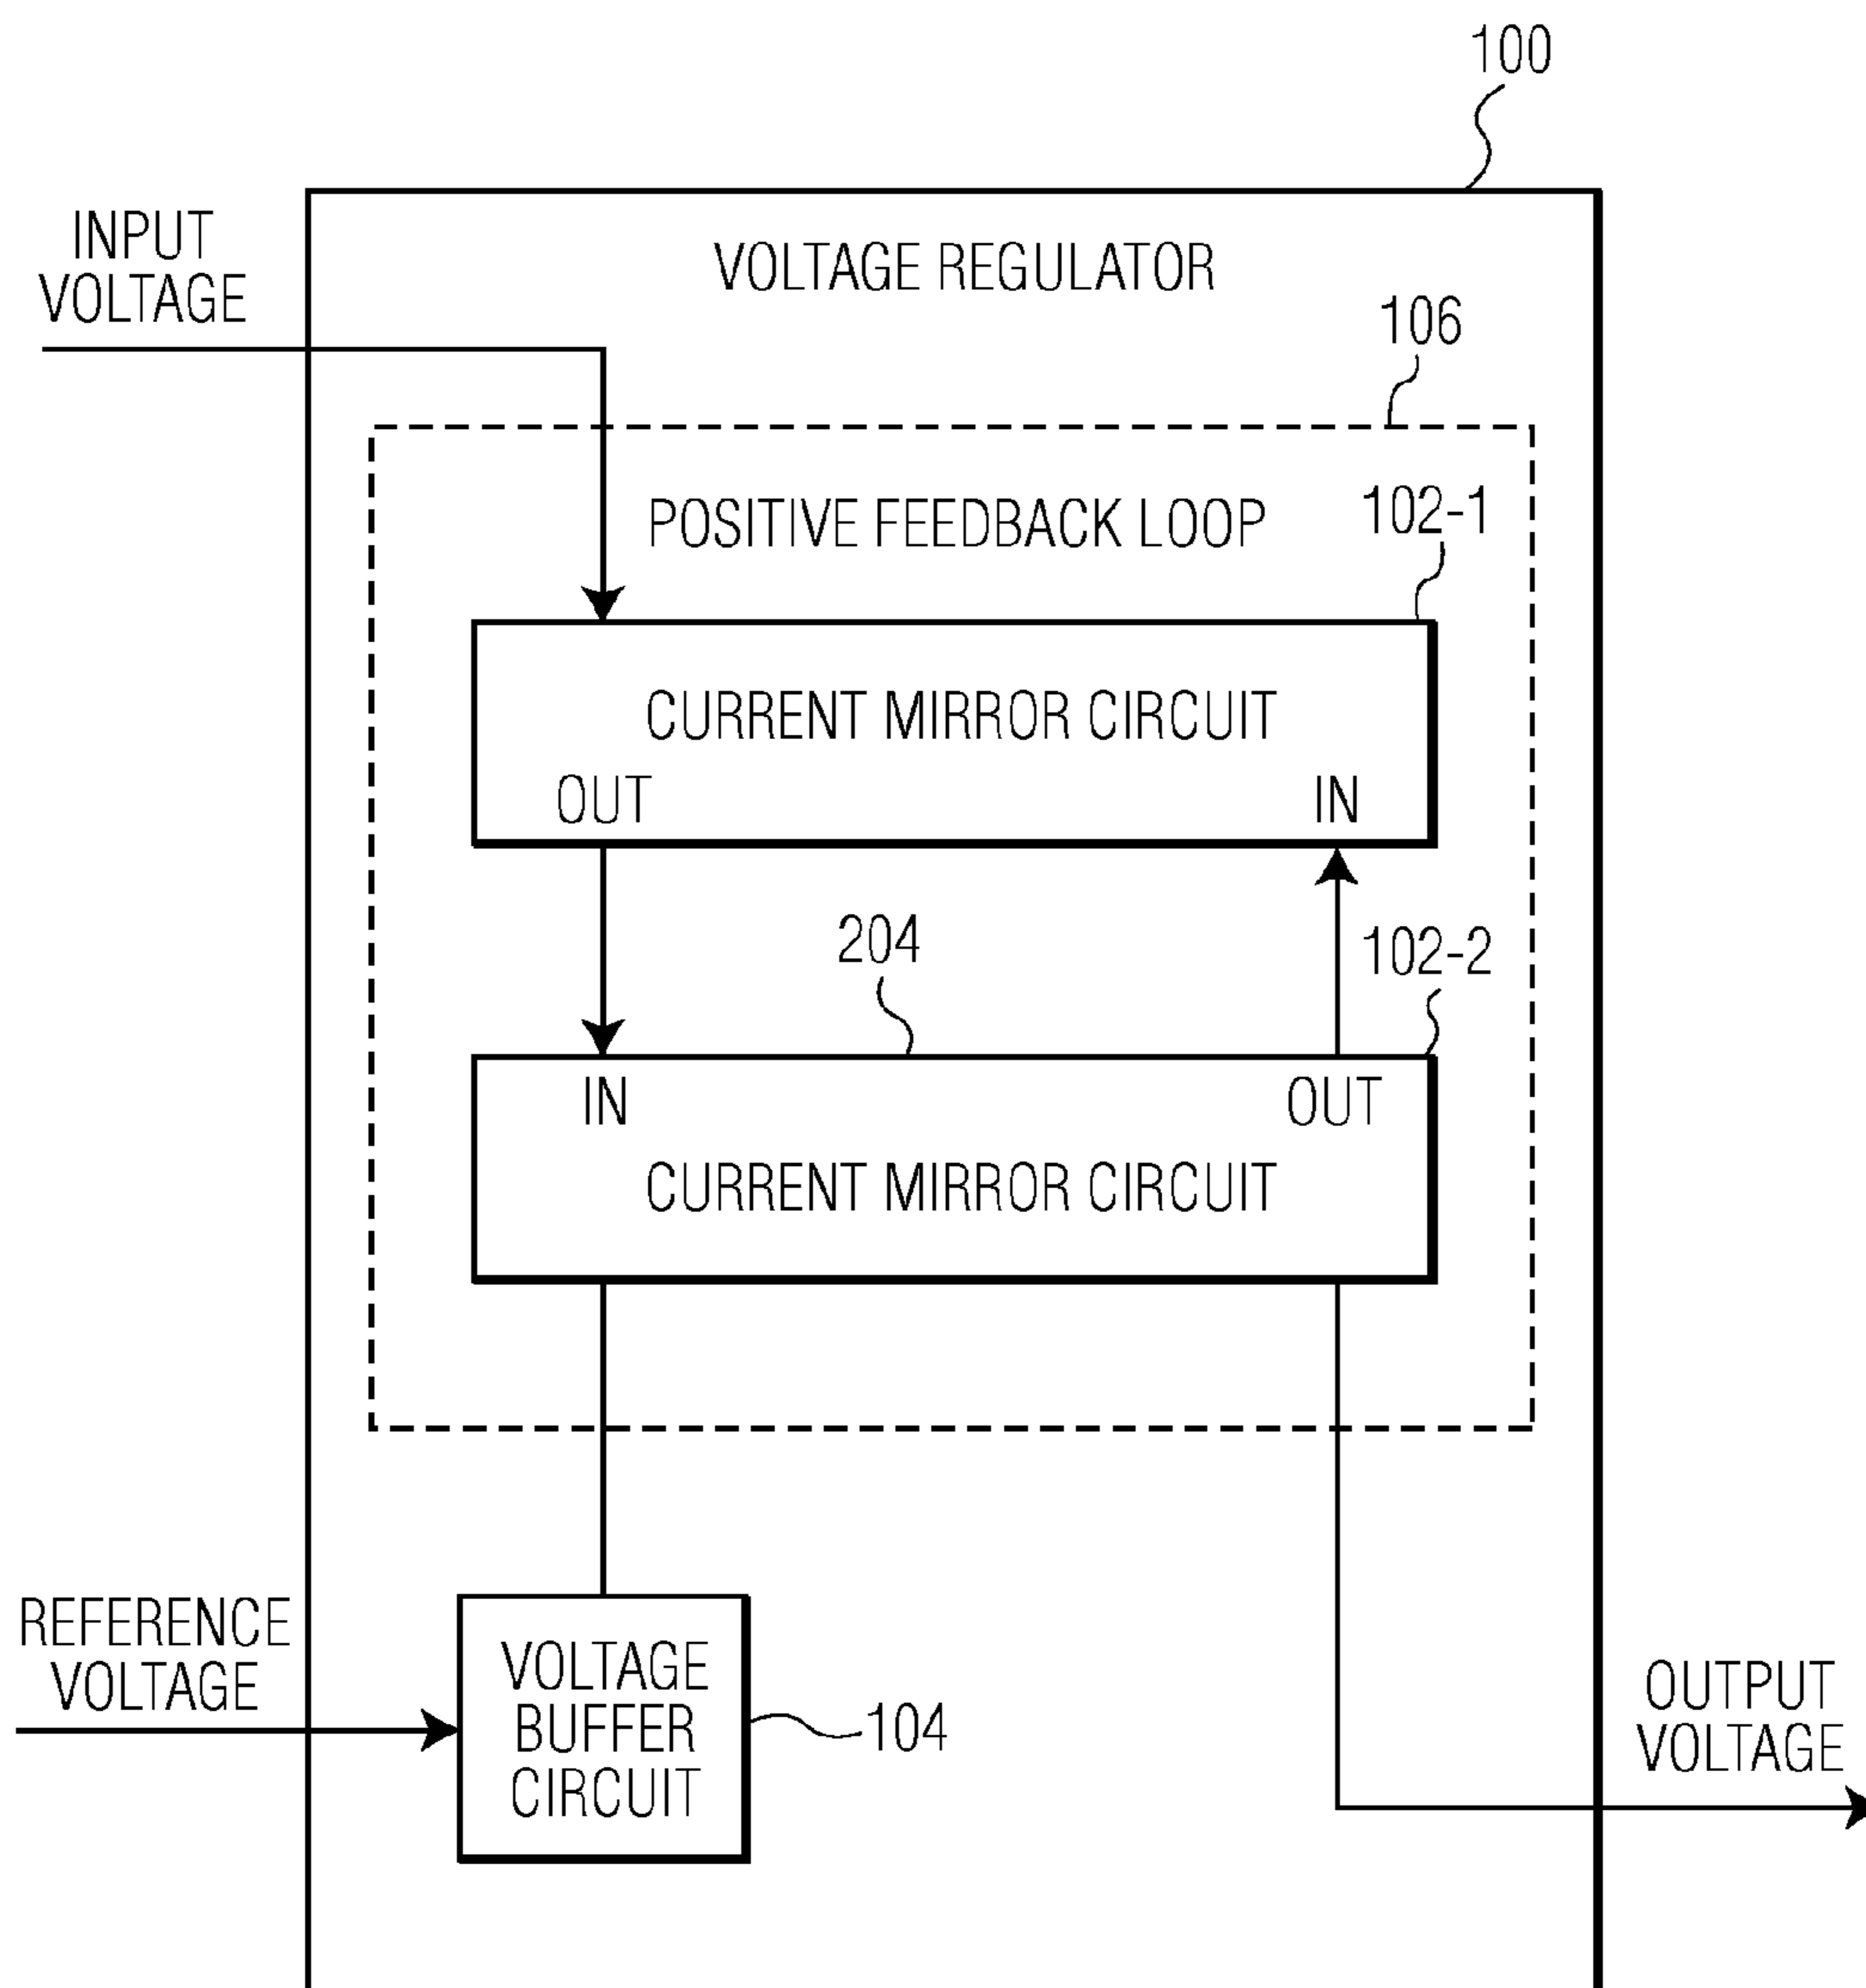 100
INPUT
VOLTAGE
VOLTAGE REGULATOR
106
POSITIVE FEEDBACK LOOP
102-1
CURRENT MIRROR CIRCUIT
OUT
IN
204
102-2
IN
OUT
CURRENT MIRROR CIRCUIT
REFERENCE
VOLTAGE
VOLTAGE
BUFFER
CIRCUIT
104
OUTPUT
VOLTAGE